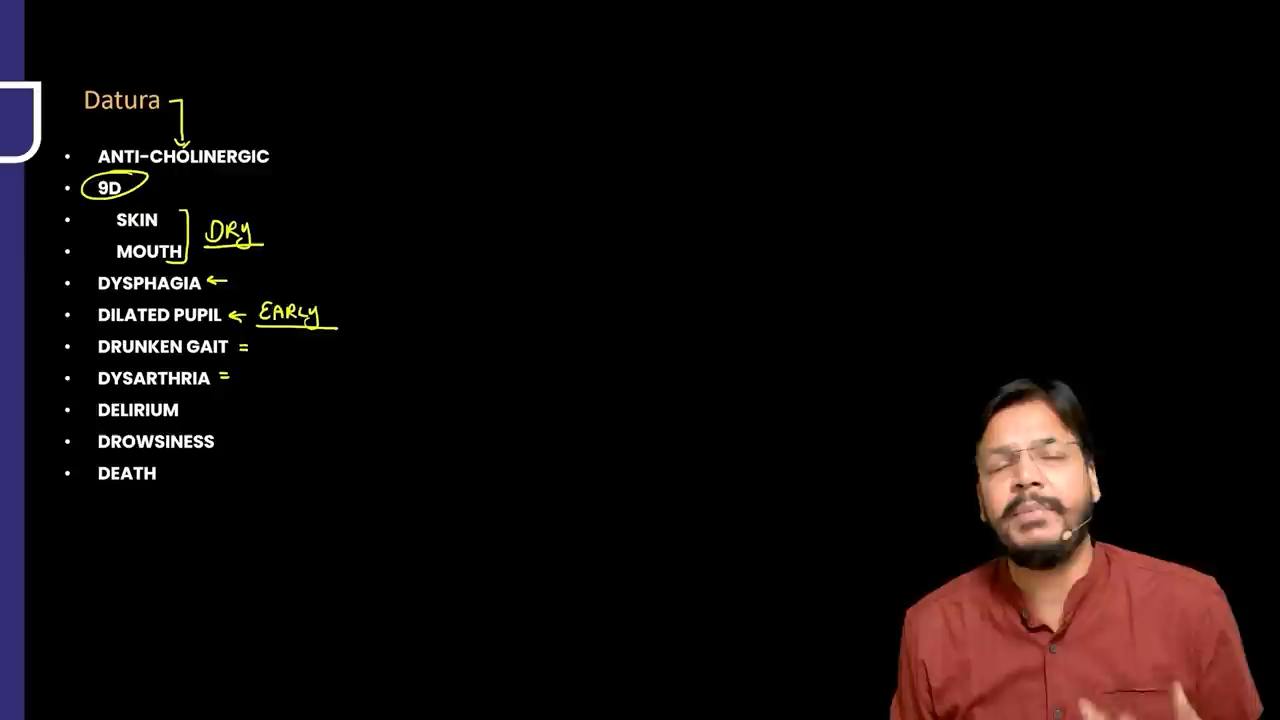 Datura
ANTI-CHOLINERGIC
9D
SKIN
MOUTH
DRY
DYSPHAGIA
DILATED PUPIL EARLY
DRUNKEN GAIT
DYSARTHRIA
DELIRIUM
DROWSINESS
DEATH